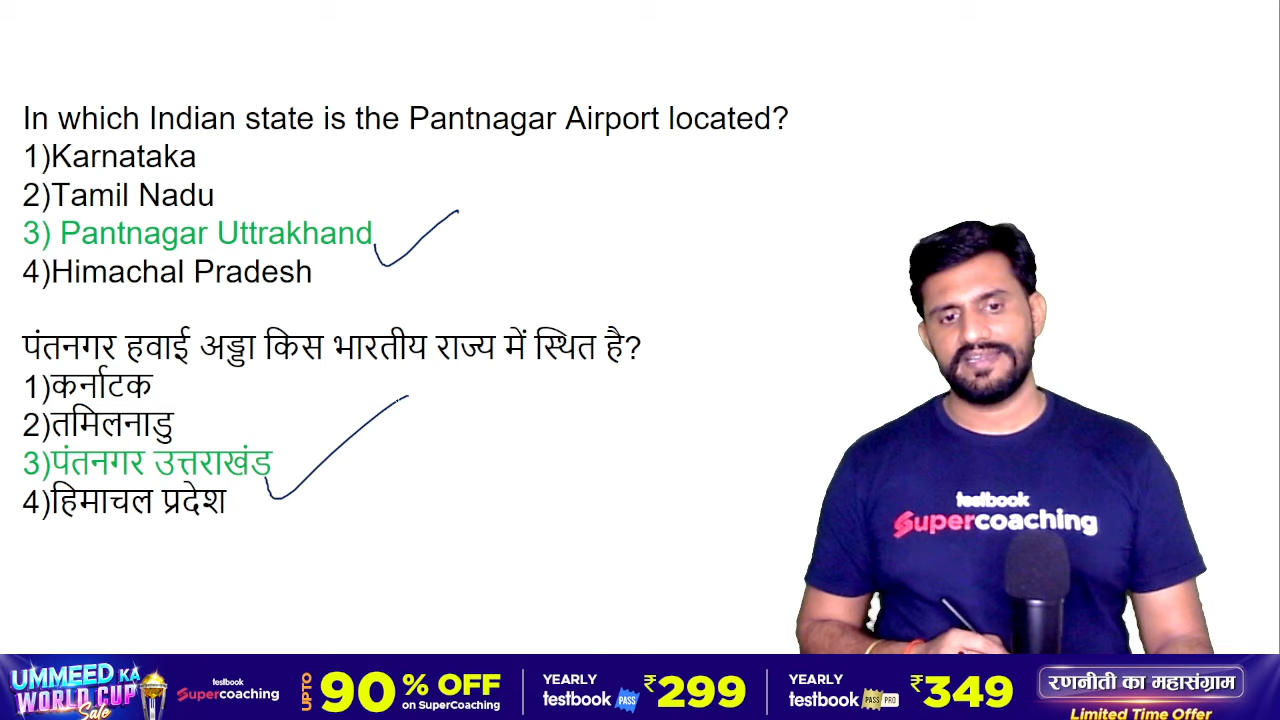 In which Indian state is the Pantnagar Airport located?
1)Karnataka
2)Tamil Nadu
3) Pantnagar Uttrakhand
4)Himachal Pradesh
पंतनगर हवाई अड्डा किस भारतीय राज्य में स्थित है?
1)कर्नाटक
2)तमिलनाडु
3)पंतनगर उत्तराखंड
4)हिमाचल प्रदेश
testbook
Supercoaching
UMMEED KA
WORLD CUP
Sale
testbook
Supercoaching
UPTO
90% OFF
on SuperCoaching
YEARLY
testbook PASS
₹299
YEARLY
testbook PASS PRO
₹349
रणनीती का महासंग्राम
Limited Time Offer